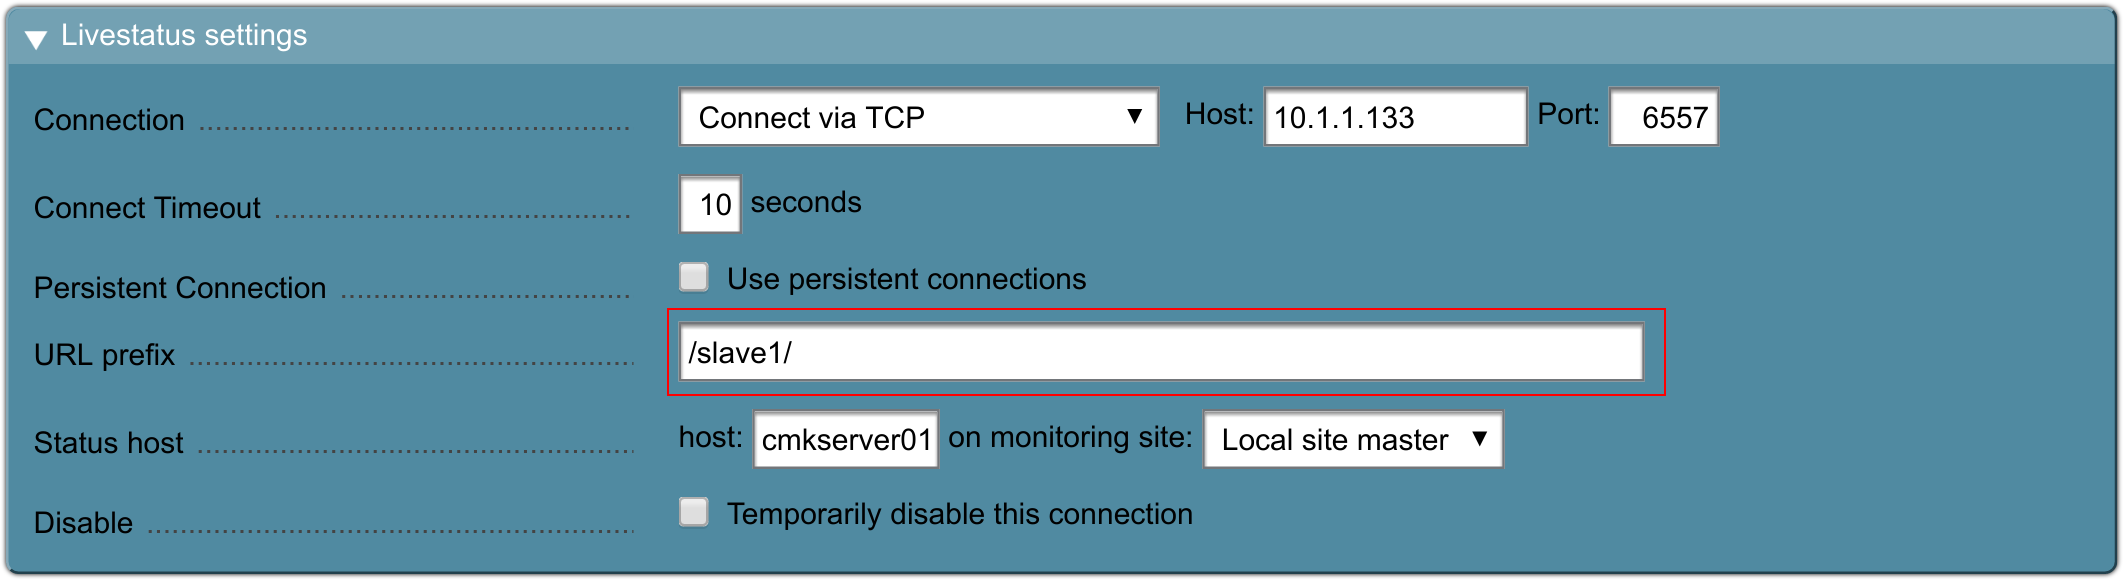 Livestatus settings
Connection Connect via TCP Host: 10.1.1.133 Port: 6557
Connect Timeout 10 seconds
Persistent Connection Use persistent connections
URL prefix /slave1/
Status host host: cmkserver01 on monitoring site: Local site master
Disable Temporarily disable this connection